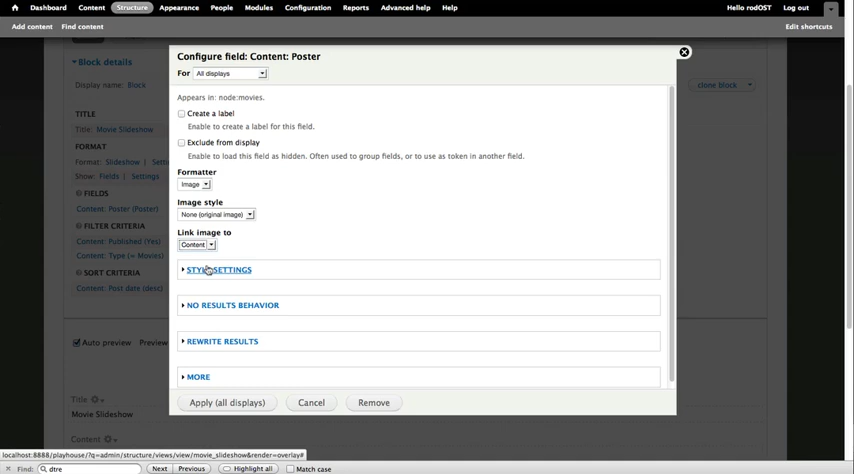 Dashboard Content Structure Appearance People Modules Configuration Reports Advanced help Help Hello rodOST Log out
Add content Find content Edit shortcuts
Configure field: Content: Poster
For All displays
Block details
Display name: Block
clone block
Appears in: node:movies.
TITLE
Title: Movie Slideshow
Create a label
Enable to create a label for this field.
FORMAT
Format: Slideshow
Show: Fields | Settings
Exclude from display
Enable to load this field as hidden. Often used to group fields, or to use as token in another field.
Formatter
Image
FIELDS
Content: Poster (Poster)
Image style
None (original image)
FILTER CRITERIA
Content: Published (Yes)
Content: Type (= Movies)
Link image to
Content
SORT CRITERIA
Content: Post date (desc)
STYLE SETTINGS
NO RESULTS BEHAVIOR
REWRITE RESULTS
MORE
Auto preview Preview
Apply (all displays) Cancel Remove
Title
Movie Slideshow
Content
localhost:8888/playhouse/?q=admin/structure/views/view/movie_slideshow&render=overlay#
Find: dtre Next Previous Highlight all Match case